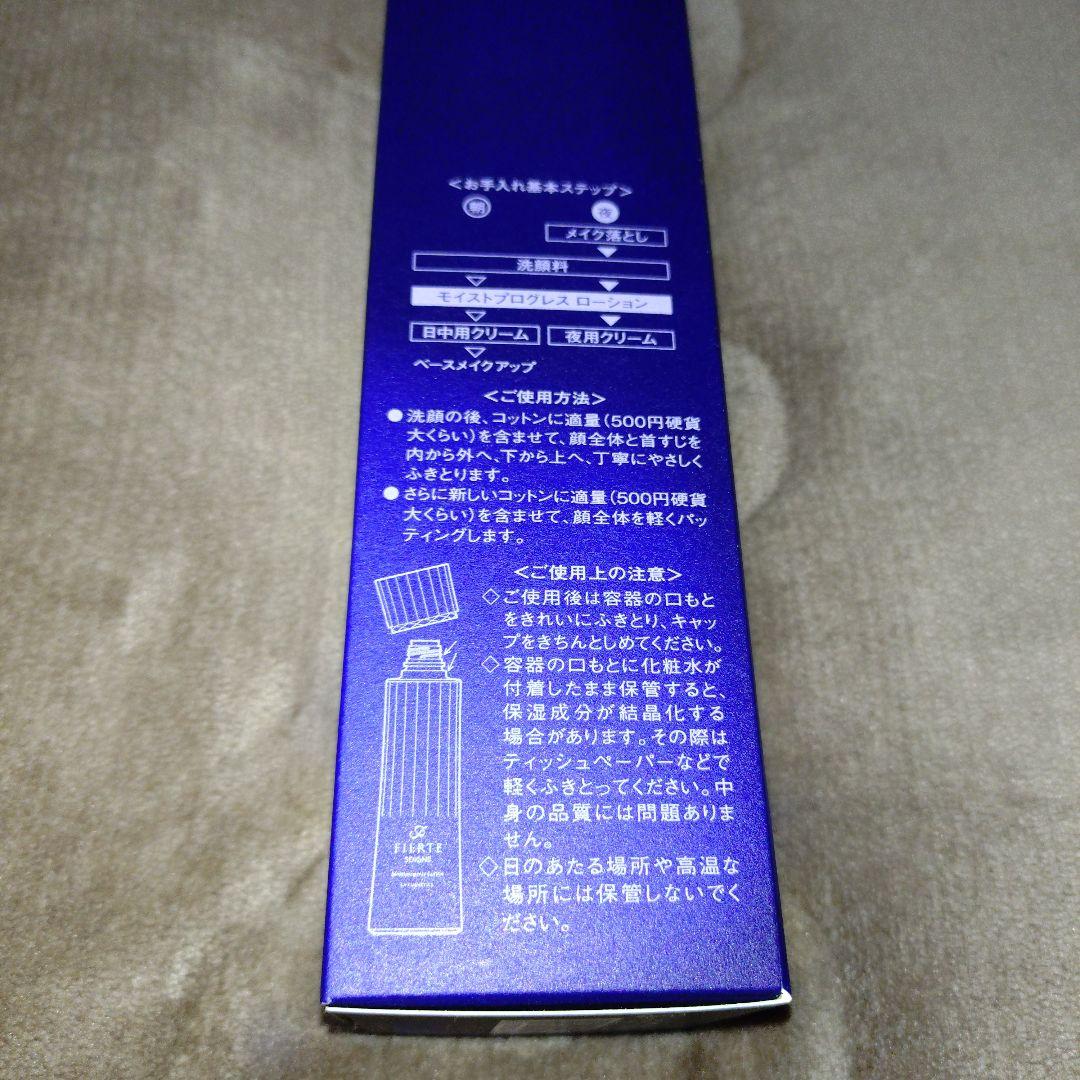 ＜お手入れ基本ステップ＞
朝 夜
メイク落とし
洗顔料
モイストプログレス ローション
日中用クリーム 夜用クリーム
ベースメイクアップ
＜ご使用方法＞
●洗顔の後、コットンに適量（500円硬貨
大くらい）を含ませて、顔全体と首すじを
内から外へ、下から上へ、丁寧にやさしく
ふきとります。
●さらに新しいコットンに適量（500円硬貨
大くらい）を含ませて、顔全体を軽くパッ
ティングします。
＜ご使用上の注意＞
◇ご使用後は容器の口もと
をきれいにふきとり、キャッ
プをきちんとしめてください。
◇容器の口もとに化粧水が
付着したまま保管すると、
保湿成分が結晶化する
場合があります。その際は
ティッシュペーパーなどで
軽くふきとってください。中
身の品質には問題ありま
せん。
◇日のあたる場所や高温な
場所には保管しないでく
ださい。
FIERTE